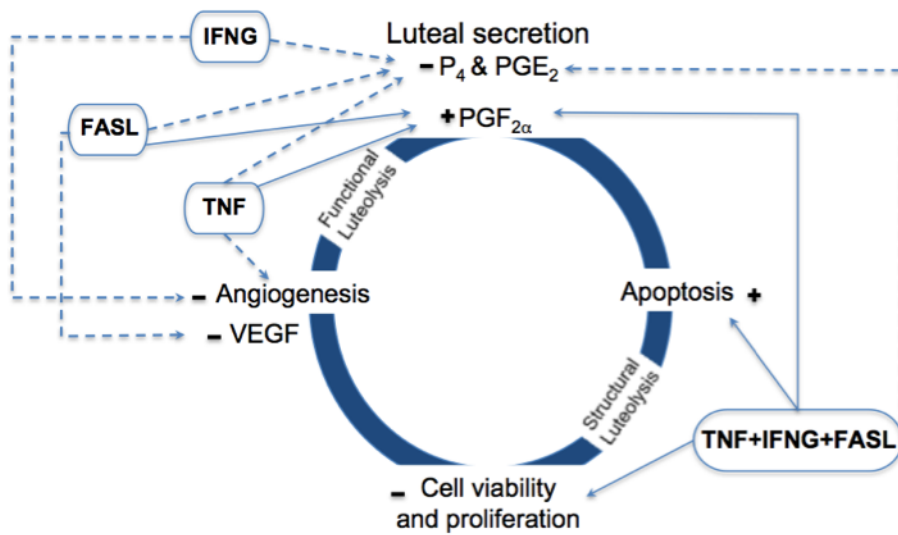 IFNG
Luteal secretion
- P₄ & PGE₂
FASL
+ PGF₂α
TNF
Functional
Luteolysis
- Angiogenesis
Apoptosis +
- VEGF
Structural
Luteolysis
TNF+IFNG+FASL
- Cell viability
and proliferation